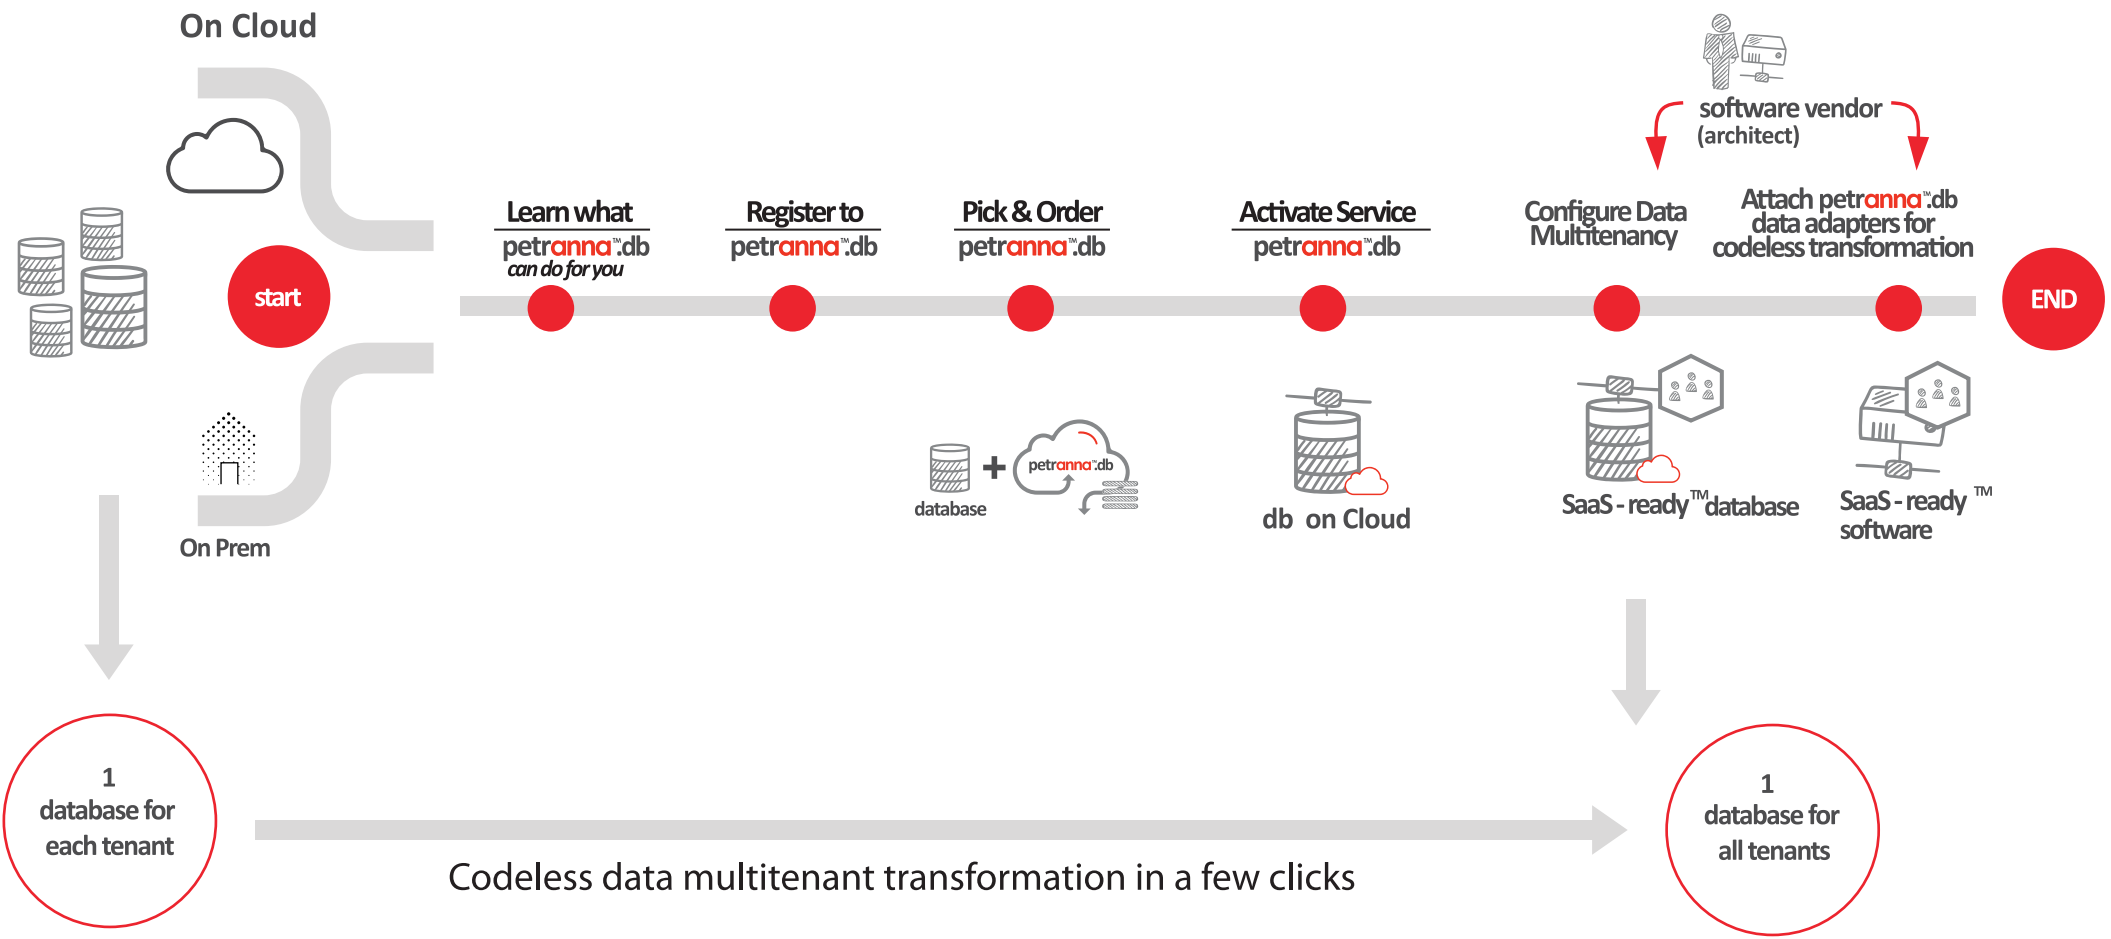 On Cloud
start
On Prem
Learn what
petranna™.db
can do for you
Register to
petranna™.db
Pick & Order
petranna™.db
database
+
petranna™.db
Activate Service
petranna™.db
db on Cloud
software vendor
(architect)
Configure Data
Multitenancy
SaaS - ready™ database
Attach petranna™.db
data adapters for
codeless transformation
SaaS - ready ™
software
END
1
database for
each tenant
Codeless data multitenant transformation in a few clicks
1
database for
all tenants